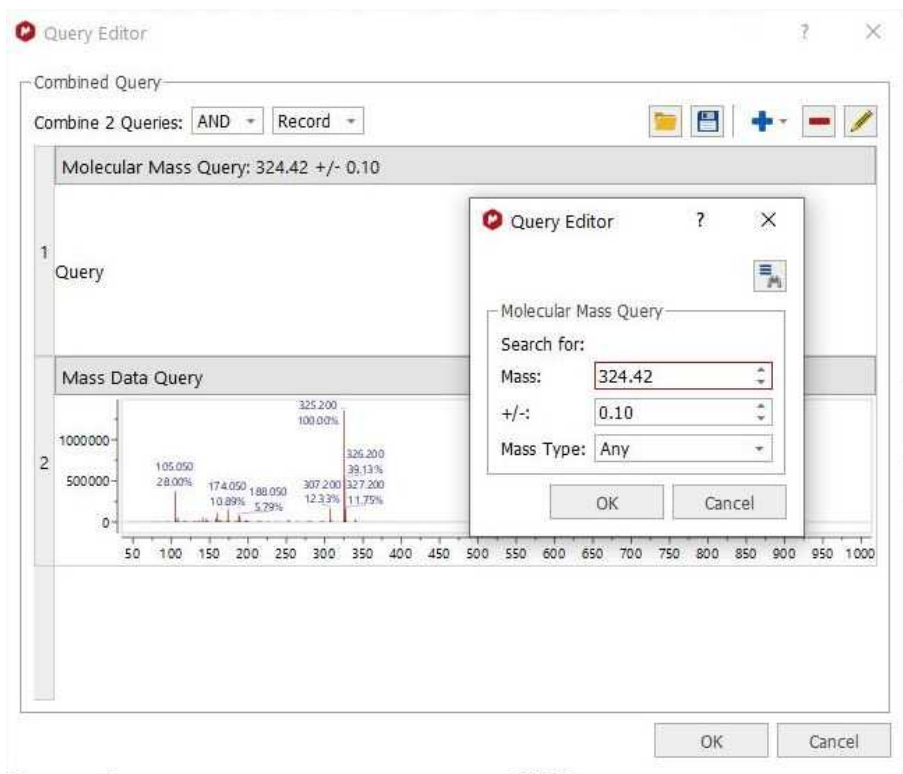 Query Editor
?
Combined Query
Combine 2 Queries: AND Record
Molecular Mass Query: 324.42 +/- 0.10
1
Query
Mass Data Query
2
1000000
500000
0
325.200
100.00%
326.200
39.13%
105.050
28.00%
174.050
10.89%
188.050
5.79%
307.200
12.33%
327.200
11.75%
50 100 150 200 250 300 350 400 450 500 550 600 650 700 750 800 850 900 950 1000
Query Editor
?
Molecular Mass Query
Search for:
Mass: 324.42
+/-: 0.10
Mass Type: Any
OK Cancel
OK Cancel